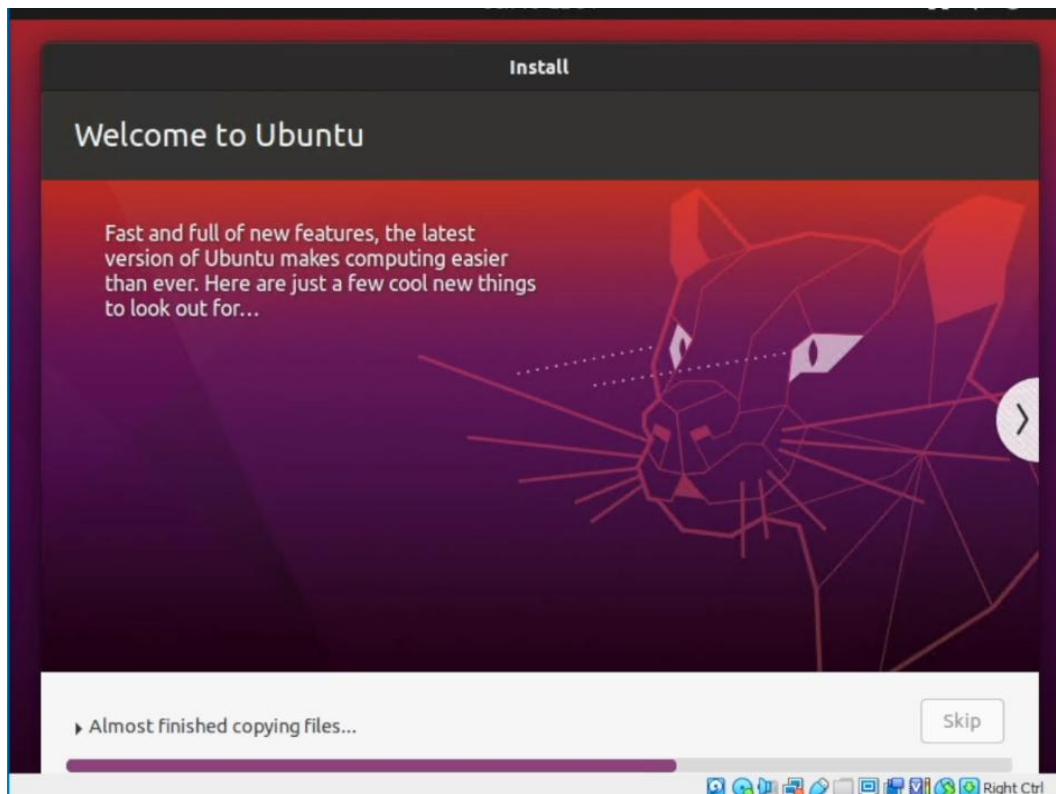 Install
Welcome to Ubuntu
Fast and full of new features, the latest
version of Ubuntu makes computing easier
than ever. Here are just a few cool new things
to look out for...
Almost finished copying files...
Skip
Right Ctrl